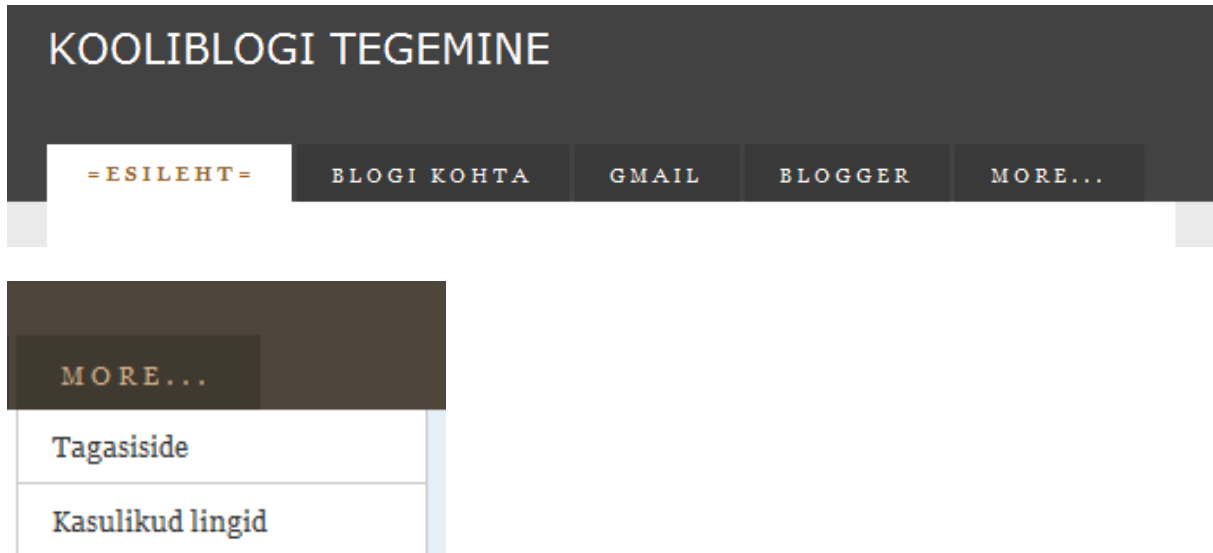 KOOLIBLOGI TEGEMINE
=ESILEHT= BLOGI KOHTA GMAIL BLOGGER MORE...
MORE...
Tagasiside
Kasulikud lingid